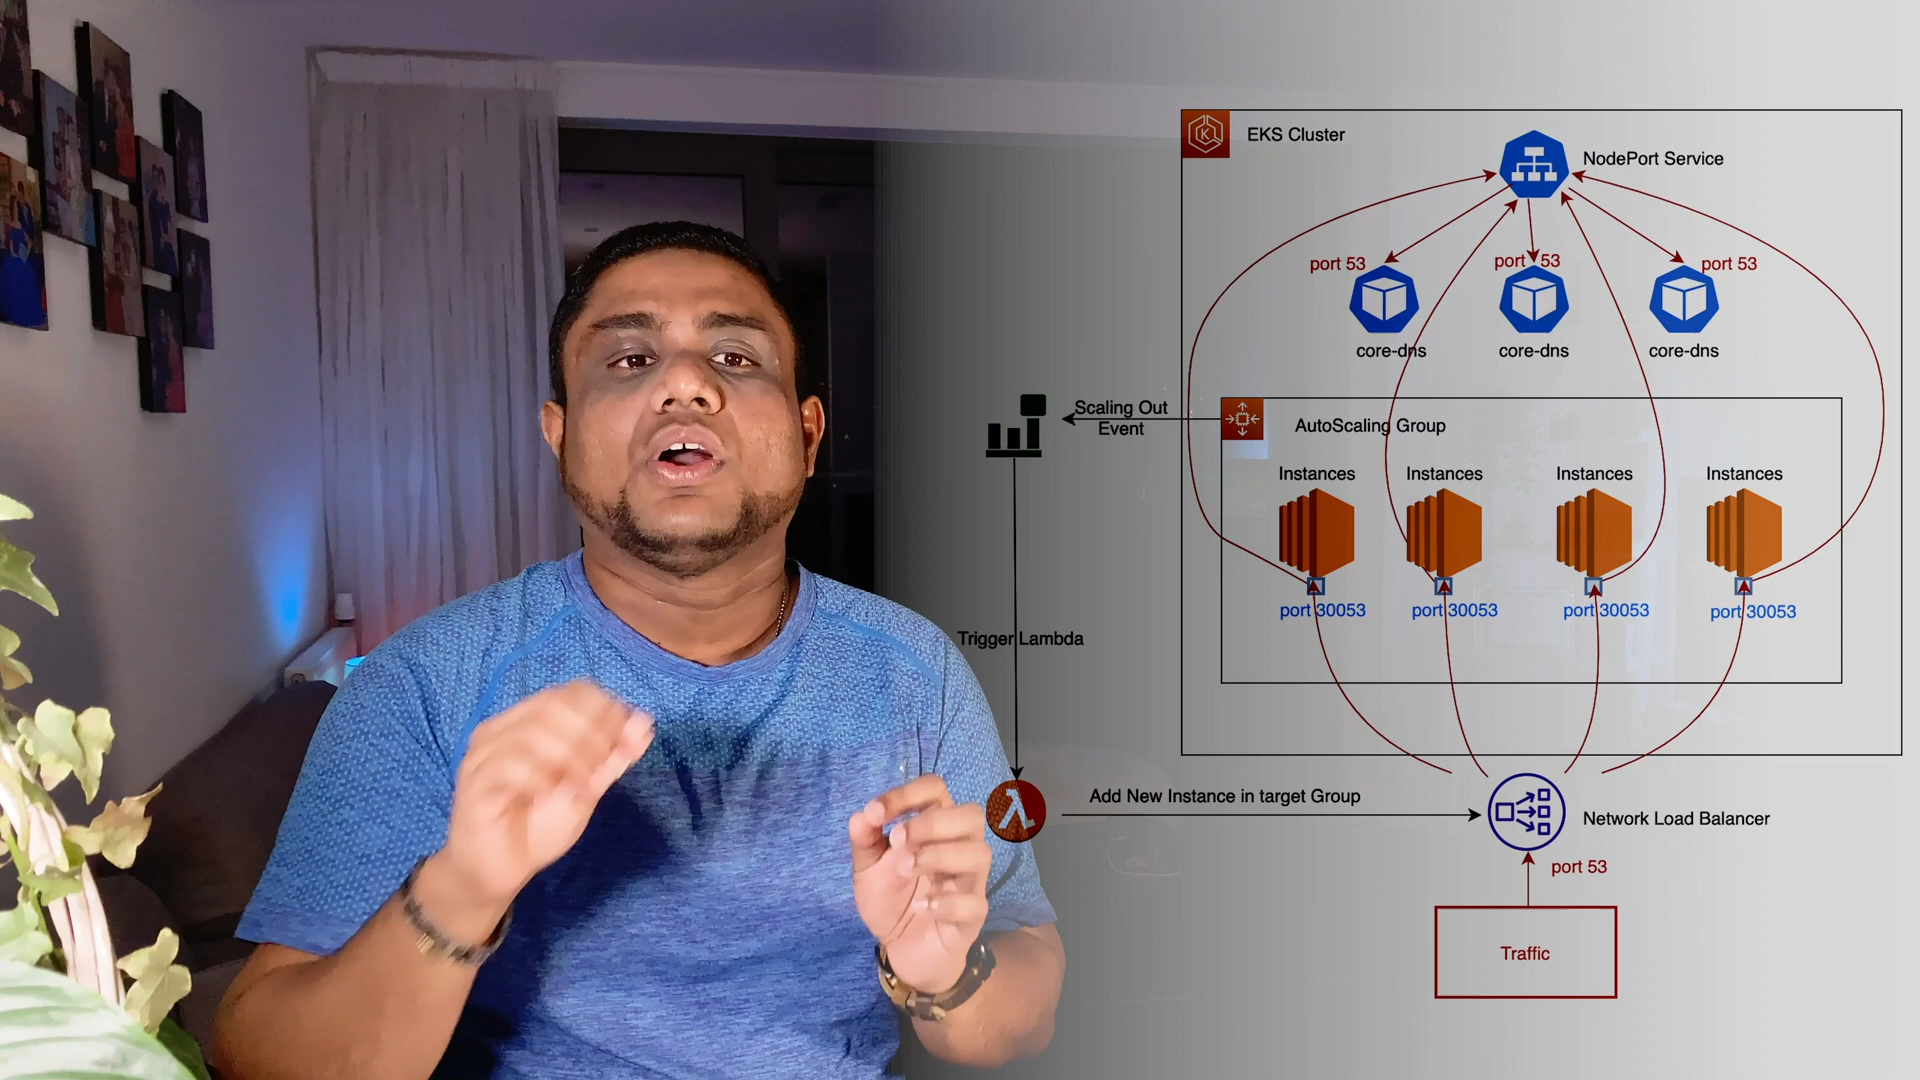 EKS Cluster
NodePort Service
port 53
port 53
port 53
core-dns
core-dns
core-dns
Scaling Out
Event
AutoScaling Group
Instances
Instances
Instances
Instances
port 30053
port 30053
port 30053
port 30053
Trigger Lambda
Add New Instance in target Group
Network Load Balancer
port 53
Traffic